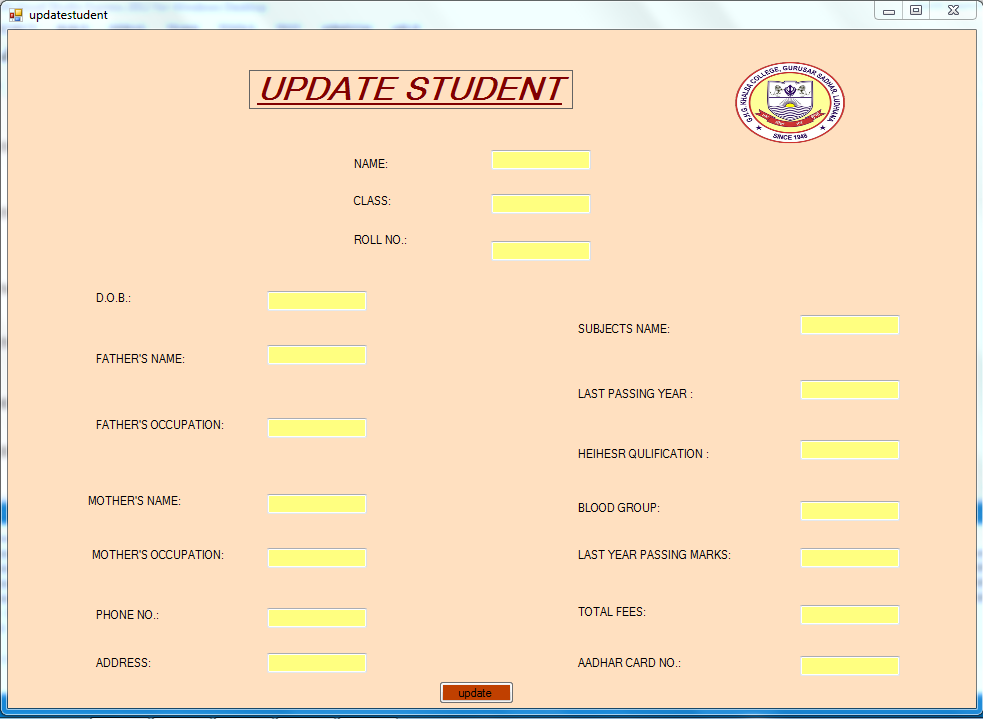 updatestudent
UPDATE STUDENT
G.H.G. KHALSA COLLEGE, GURUSAR SADHAR LUDHIANA
SINCE 1948
NAME:
CLASS:
ROLL NO.:
D.O.B.:
FATHER'S NAME:
FATHER'S OCCUPATION:
MOTHER'S NAME:
MOTHER'S OCCUPATION:
PHONE NO.:
ADDRESS:
SUBJECTS NAME:
LAST PASSING YEAR :
HEIHESR QULIFICATION :
BLOOD GROUP:
LAST YEAR PASSING MARKS:
TOTAL FEES:
AADHAR CARD NO.:
update